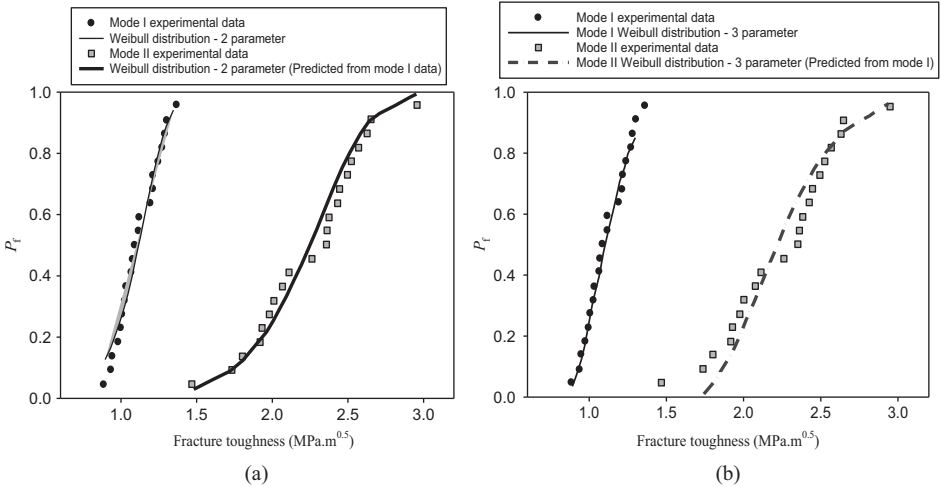 Mode I experimental data
Weibull distribution - 2 parameter
Mode II experimental data
Weibull distribution - 2 parameter (Predicted from mode I data)
1.0
0.8
0.6
0.4
0.2
0.0
Pf
1.0 1.5 2.0 2.5 3.0
Fracture toughness (MPa.m^0.5)
(a)
Mode I experimental data
Mode I Weibull distribution - 3 parameter
Mode II experimental data
Mode II Weibull distribution - 3 parameter (Predicted from mode I)
1.0
0.8
0.6
0.4
0.2
0.0
Pf
1.0 1.5 2.0 2.5 3.0
Fracture toughness (MPa.m^0.5)
(b)